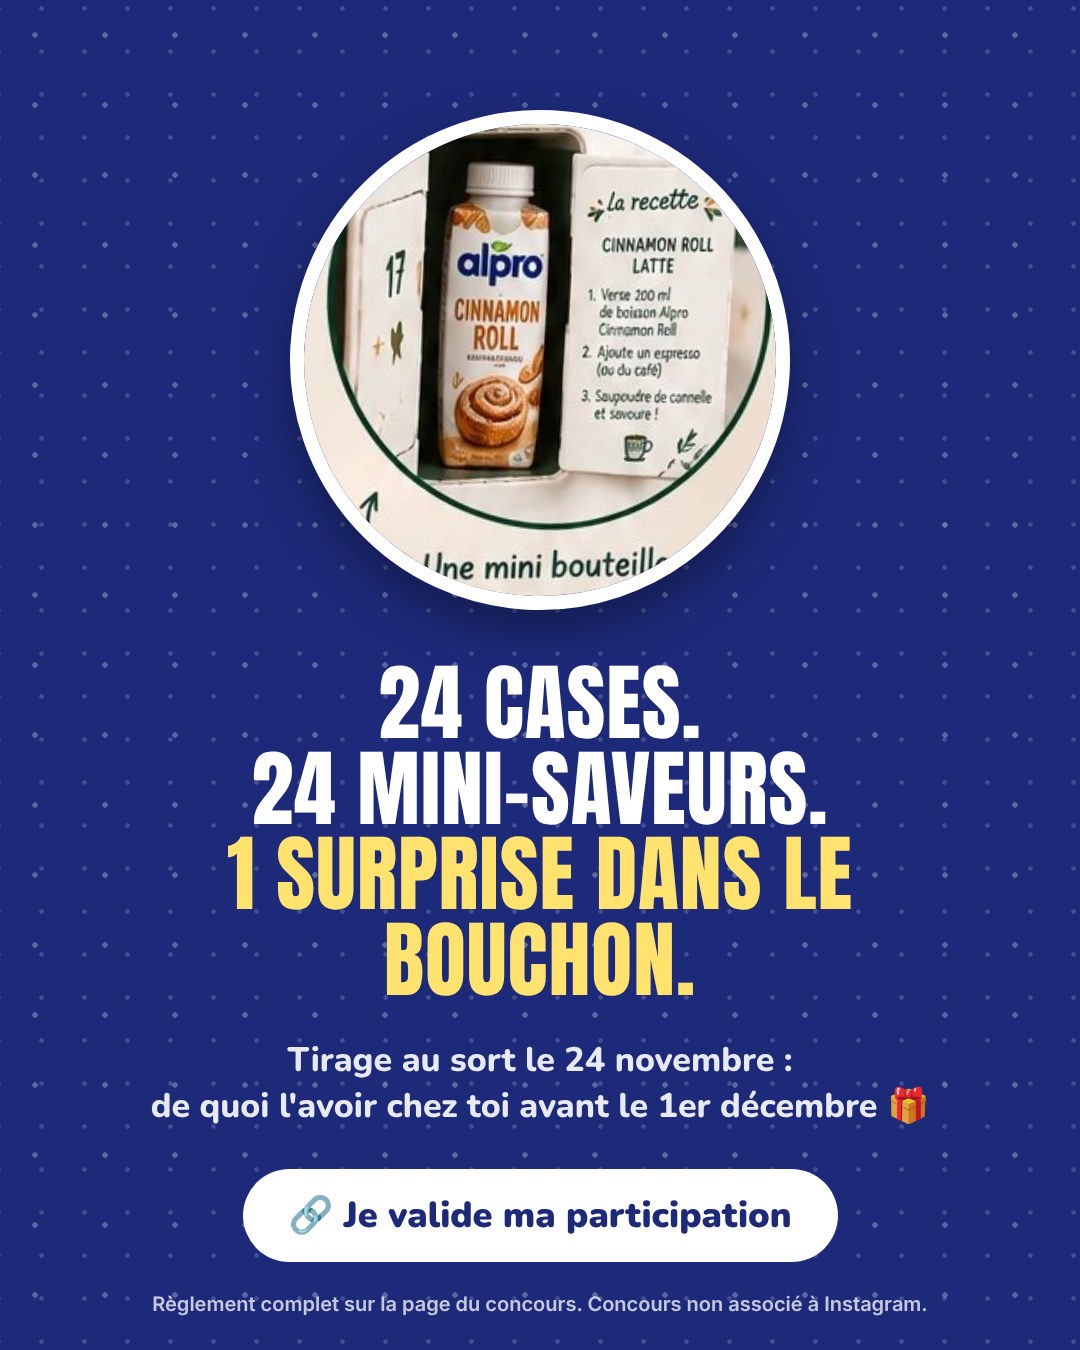 17
alpro
CINNAMON
ROLL
La recette
CINNAMON ROLL
LATTE
1. Verse 200 ml
de boisson Alpro
Cinnamon Roll
2. Ajoute un espresso
(ou du café)
3. Saupoudre de cannelle
et savoure !
Une mini bouteille
24 CASES.
24 MINI-SAVEURS.
1 SURPRISE DANS LE
BOUCHON.
Tirage au sort le 24 novembre :
de quoi l'avoir chez toi avant le 1er décembre 🎁
🔗 Je valide ma participation
Règlement complet sur la page du concours. Concours non associé à Instagram.